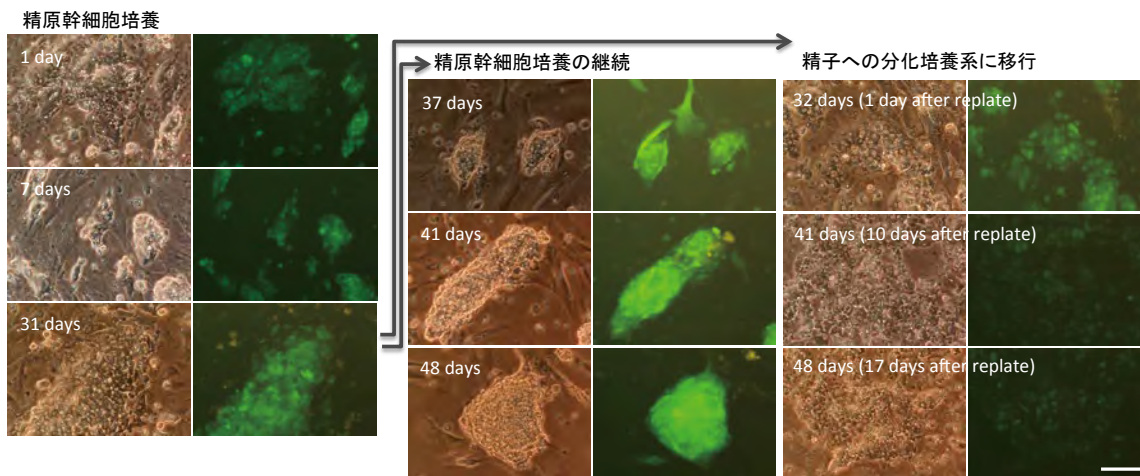 精原幹細胞培養
1 day
7 days
31 days
精原幹細胞培養の継続
37 days
41 days
48 days
精子への分化培養系に移行
32 days (1 day after replate)
41 days (10 days after replate)
48 days (17 days after replate)